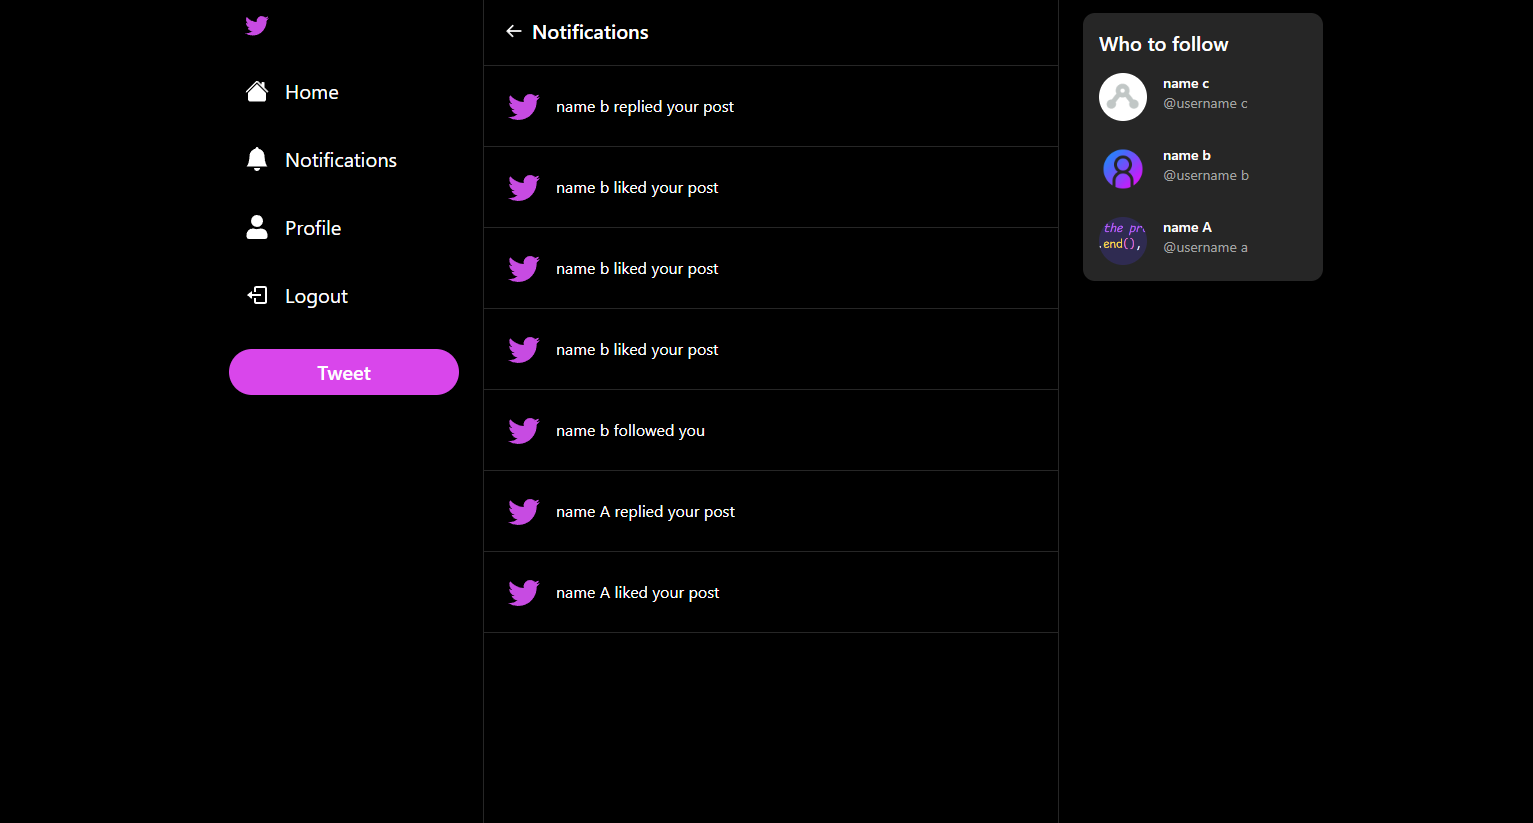 Home
Notifications
Profile
Logout
Tweet
Notifications
name b replied your post
name b liked your post
name b liked your post
name b liked your post
name b followed you
name A replied your post
name A liked your post
Who to follow
name c
@username c
name b
@username b
the pr
.end(),
name A
@username a